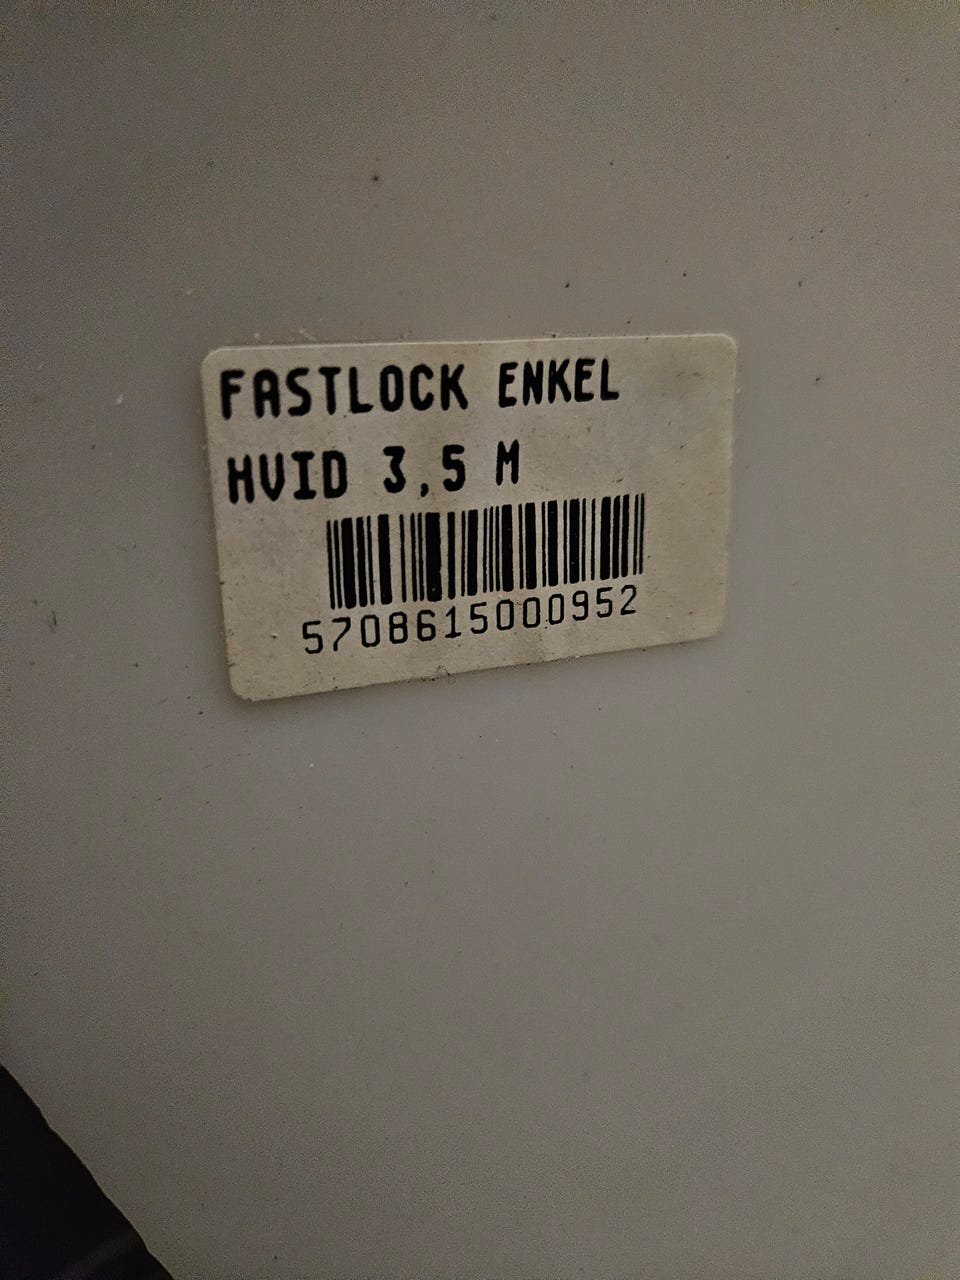 FASTLOCK ENKEL
HVID 3,5 M
5708615000952